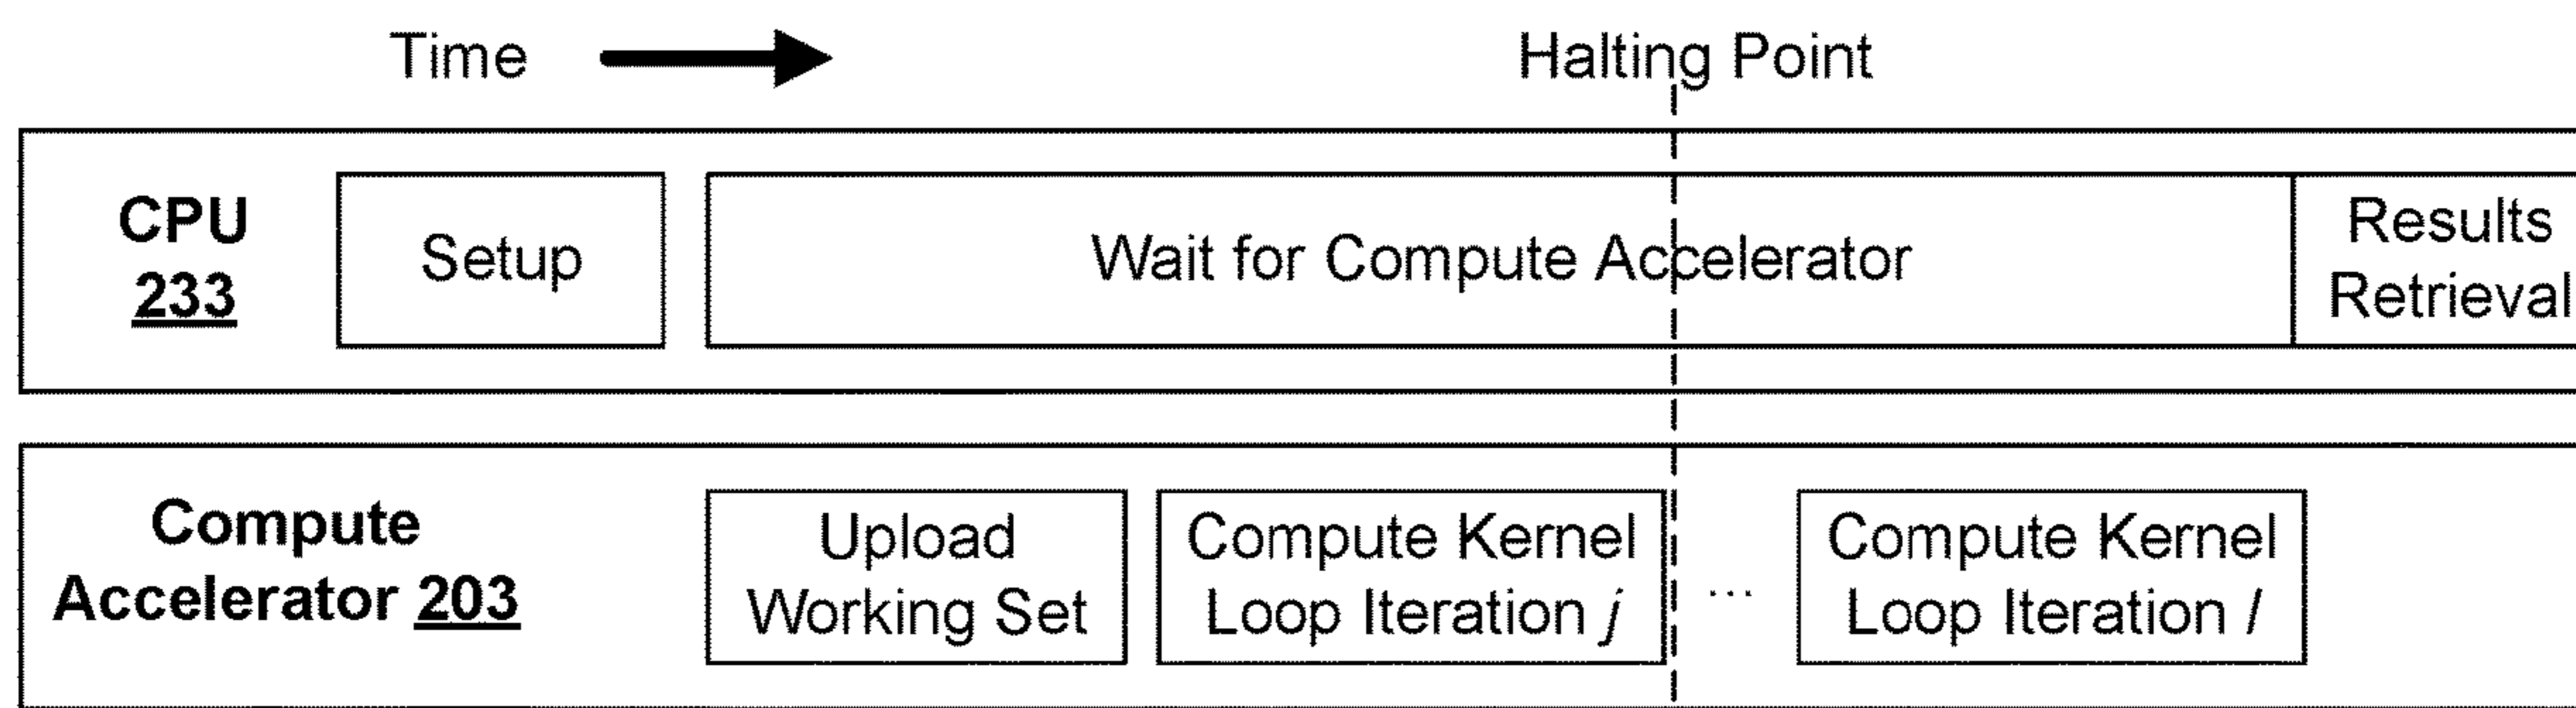 Time
Halting Point
CPU
233
Setup
Wait for Compute Accelerator
Results
Retrieval
Compute
Accelerator 203
Upload
Working Set
Compute Kernel
Loop Iteration j
...
Compute Kernel
Loop Iteration l